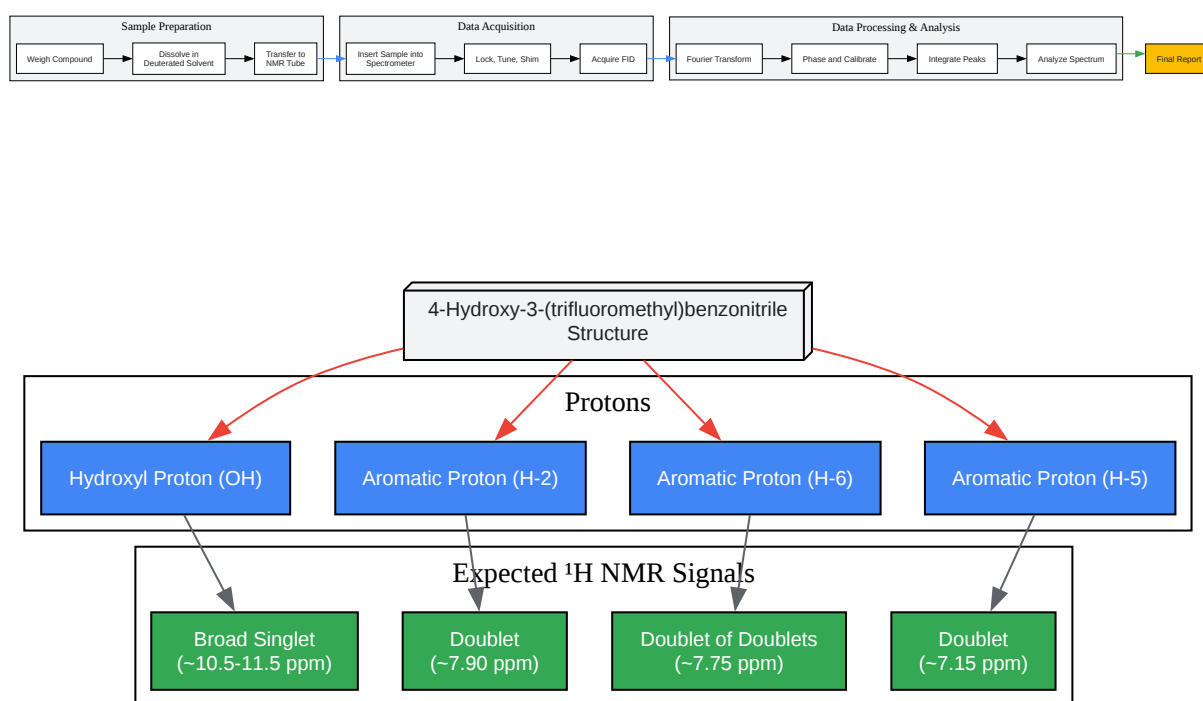 Sample Preparation
Weigh Compound
Dissolve in
Deuterated Solvent
Transfer to
NMR Tube
Data Acquisition
Insert Sample into
Spectrometer
Lock, Tune, Shim
Acquire FID
Data Processing & Analysis
Fourier Transform
Phase and Calibrate
Integrate Peaks
Analyze Spectrum
Final Report
4-Hydroxy-3-(trifluoromethyl)benzonitrile
Structure
Protons
Hydroxyl Proton (OH)
Aromatic Proton (H-2)
Aromatic Proton (H-6)
Aromatic Proton (H-5)
Expected ¹H NMR Signals
Broad Singlet
(~10.5-11.5 ppm)
Doublet
(~7.90 ppm)
Doublet of Doublets
(~7.75 ppm)
Doublet
(~7.15 ppm)